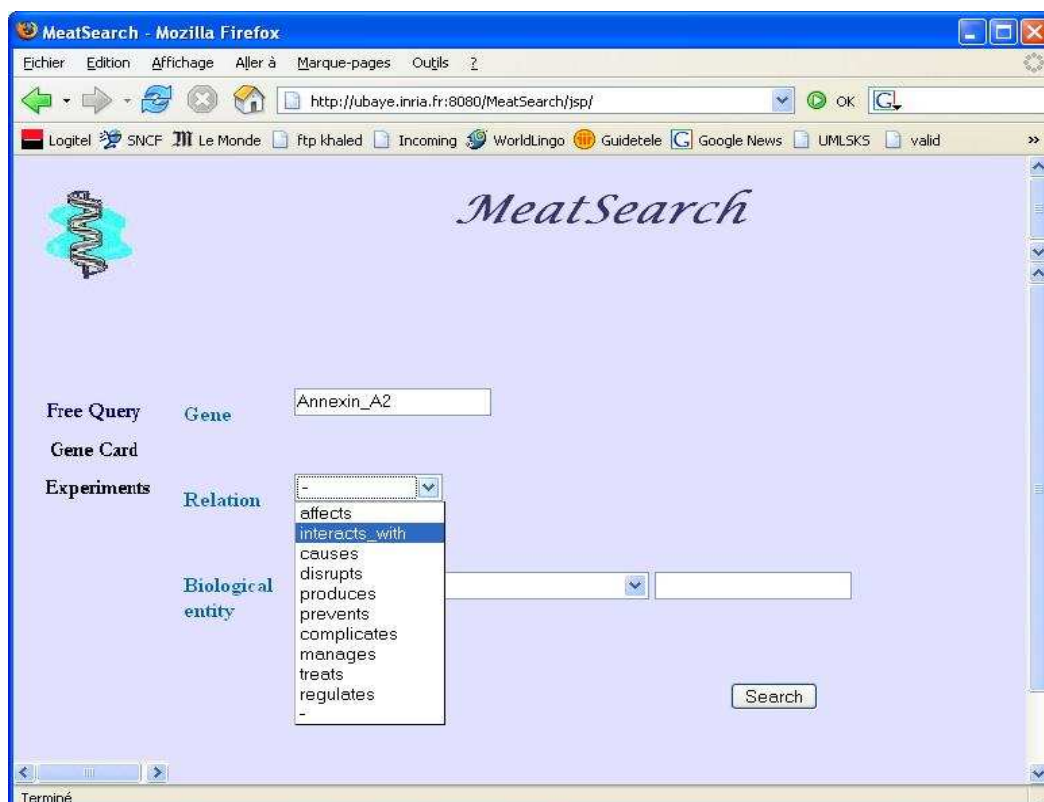 MeatSearch - Mozilla Firefox
Fichier Edition Affichage Aller à Marque-pages Outils ?
http://ubaye.inria.fr:8080/MeatSearch/jsp/ OK G
Logitel SNCF M Le Monde ftp khaled Incoming WorldLingo Guidetele G Google News UMLSKS valid »
MeatSearch
Free Query
Gene Card
Experiments
Gene Annexin_A2
Relation -
affects
interacts_with
causes
disrupts
produces
prevents
complicates
manages
treats
regulates
-
Biological
entity
Search
Terminé